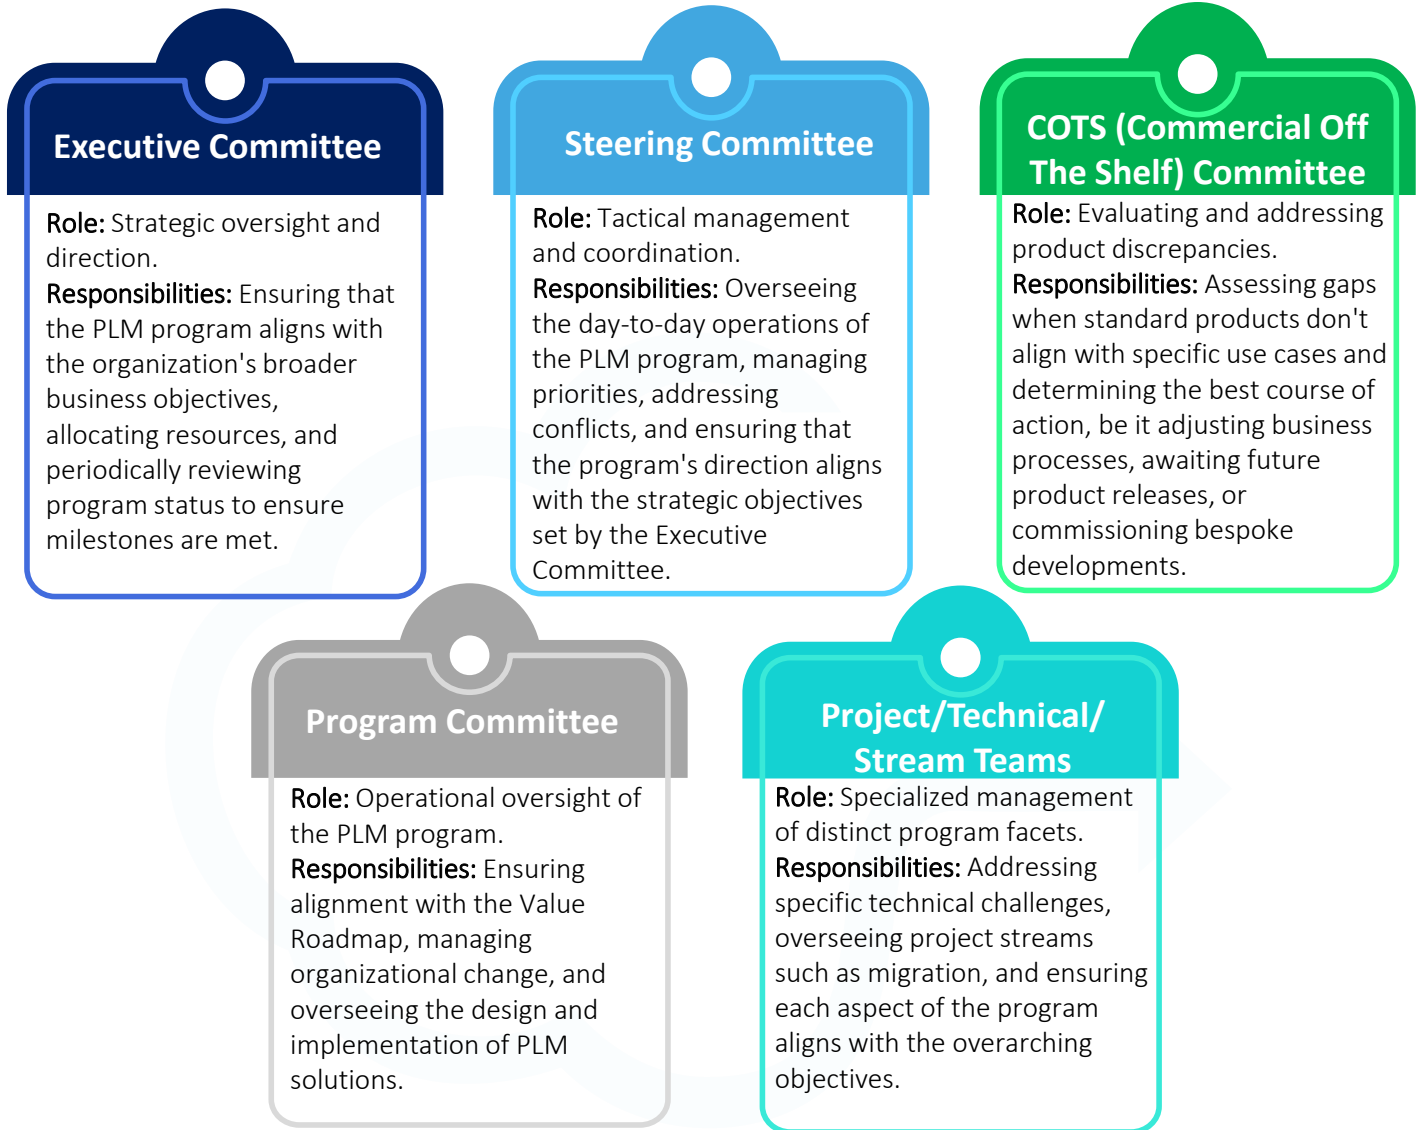 Executive Committee
Role: Strategic oversight and
direction.
Responsibilities: Ensuring that
the PLM program aligns with
the organization's broader
business objectives,
allocating resources, and
periodically reviewing
program status to ensure
milestones are met.
Steering Committee
Role: Tactical management
and coordination.
Responsibilities: Overseeing
the day-to-day operations of
the PLM program, managing
priorities, addressing
conflicts, and ensuring that
the program's direction aligns
with the strategic objectives
set by the Executive
Committee.
COTS (Commercial Off
The Shelf) Committee
Role: Evaluating and addressing
product discrepancies.
Responsibilities: Assessing gaps
when standard products don't
align with specific use cases and
determining the best course of
action, be it adjusting business
processes, awaiting future
product releases, or
commissioning bespoke
developments.
Program Committee
Role: Operational oversight of
the PLM program.
Responsibilities: Ensuring
alignment with the Value
Roadmap, managing
organizational change, and
overseeing the design and
implementation of PLM
solutions.
Project/Technical/
Stream Teams
Role: Specialized management
of distinct program facets.
Responsibilities: Addressing
specific technical challenges,
overseeing project streams
such as migration, and ensuring
each aspect of the program
aligns with the overarching
objectives.